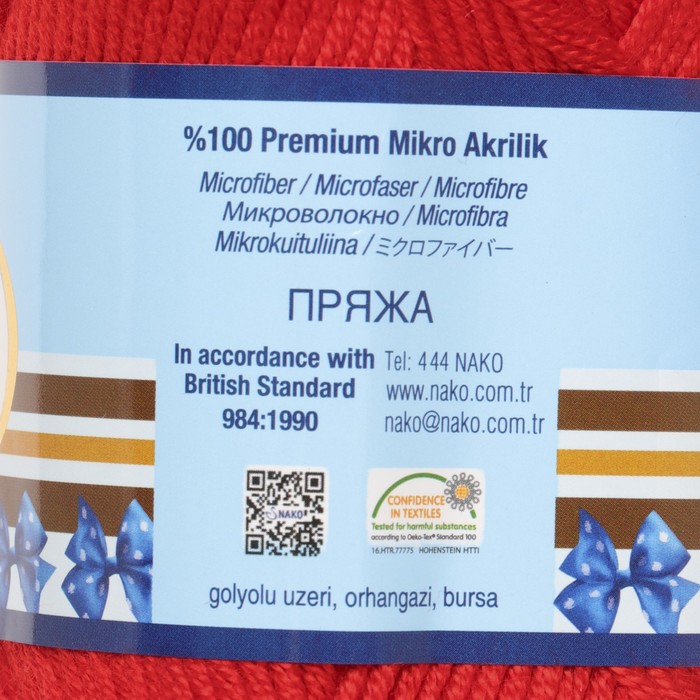 %100 Premium Mikro Akrilik
Microfiber / Microfaser / Microfibre
Микроволокно / Microfibra
Mikrokuituliina / ミクロファイバー
ПРЯЖА
In accordance with
British Standard
984:1990
Tel: 444 NAKO
www.nako.com.tr
nako@nako.com.tr
NAKO
CONFIDENCE
IN TEXTILES
Tested for harmful substances
according to Oeko-Tex® Standard 100
16.HTR.77775 HOHENSTEIN HTTI
golyolu uzeri, orhangazi, bursa